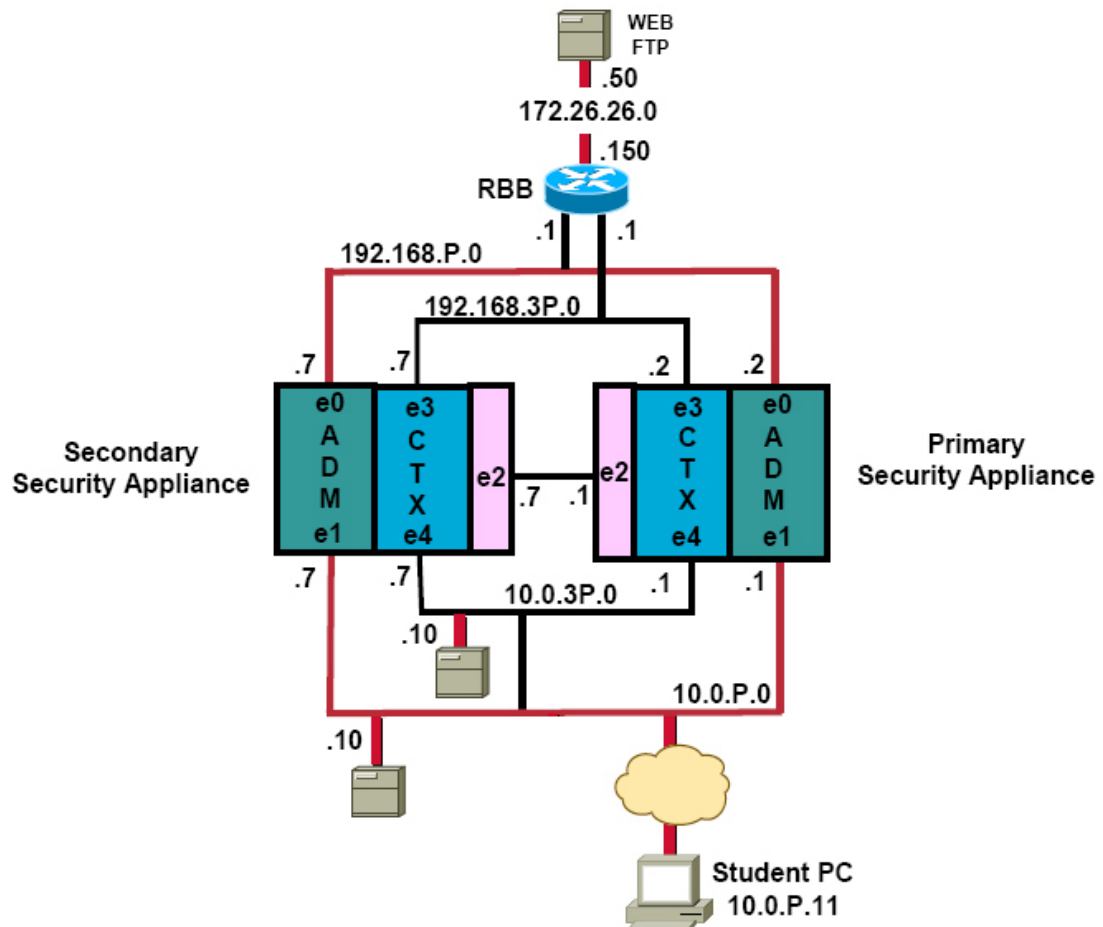 WEB
FTP
.50
172.26.26.0
.150
RBB
.1 .1
192.168.P.0
192.168.3P.0
.7 .7 .2 .2
Secondary
Security Appliance
e0
A
D
M
e1
e3
C
T
X
e4
e2
.7 .1
e2
e3
C
T
X
e4
e0
A
D
M
e1
Primary
Security Appliance
.7 .7 .1 .1
10.0.3P.0
.10
10.0.P.0
.10
Student PC
10.0.P.11